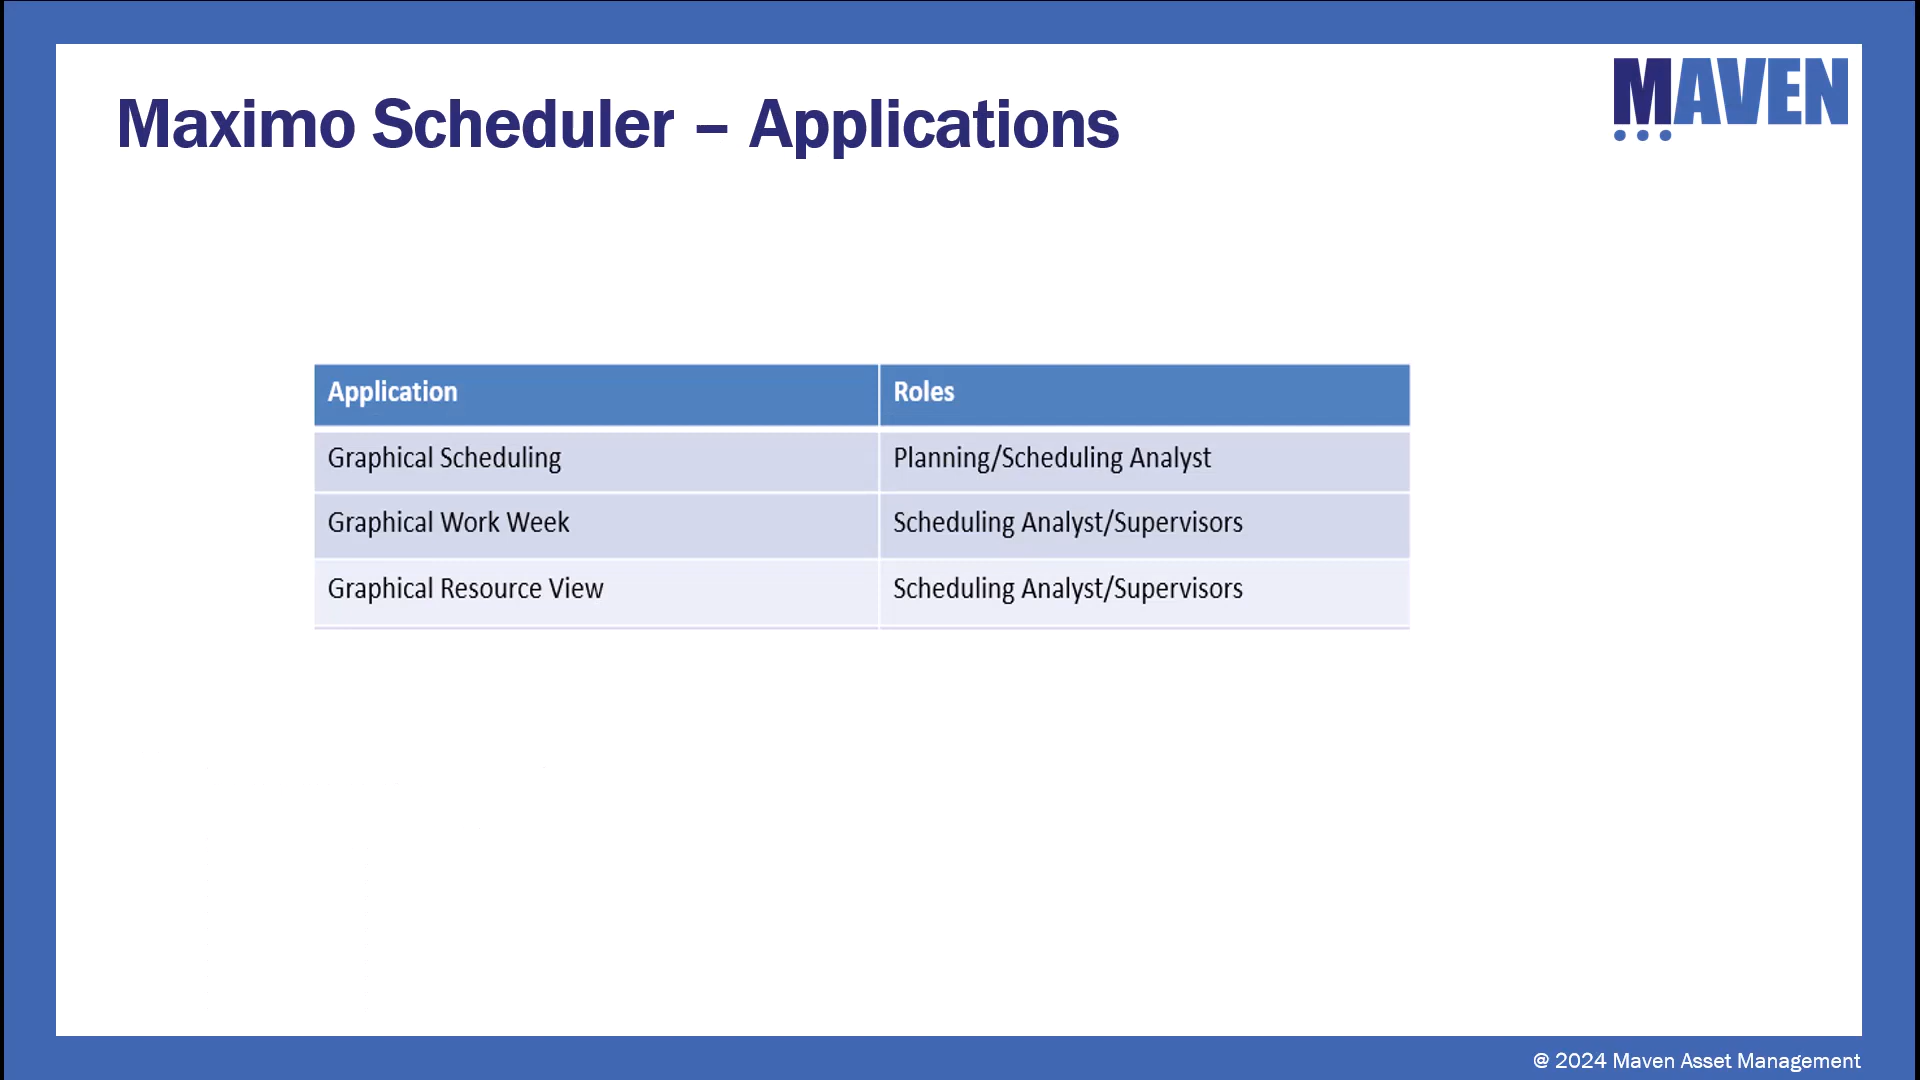 Maximo Scheduler – Applications
MAVEN
Application Roles
Graphical Scheduling Planning/Scheduling Analyst
Graphical Work Week Scheduling Analyst/Supervisors
Graphical Resource View Scheduling Analyst/Supervisors
@ 2024 Maven Asset Management